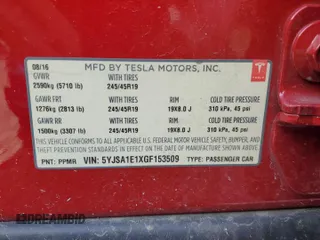 08/16 MFD BY TESLA MOTORS, INC.
GVWR WITH TIRES
2590kg (5710 lb) 245/45R19 TESLA
GAWR FRT WITH TIRES RIM COLD TIRE PRESSURE
1276kg (2813 lb) 245/45R19 19X8.0 J 310 kPa, 45 psi
GAWR RR WITH TIRES RIM COLD TIRE PRESSURE
1500kg (3307 lb) 245/45R19 19X8.0 J 310 kPa, 45 psi
THIS VEHICLE CONFORMS TO ALL APPLICABLE U.S. FEDERAL MOTOR VEHICLE
SAFETY, BUMPER, AND THEFT PREVENTION STANDARDS IN EFFECT ON
THE DATE OF MANUFACTURE SHOWN ABOVE.
PNT: PPMR VIN: 5YJSA1E1XGF153509 TYPE: PASSENGER CAR
DREAMBID